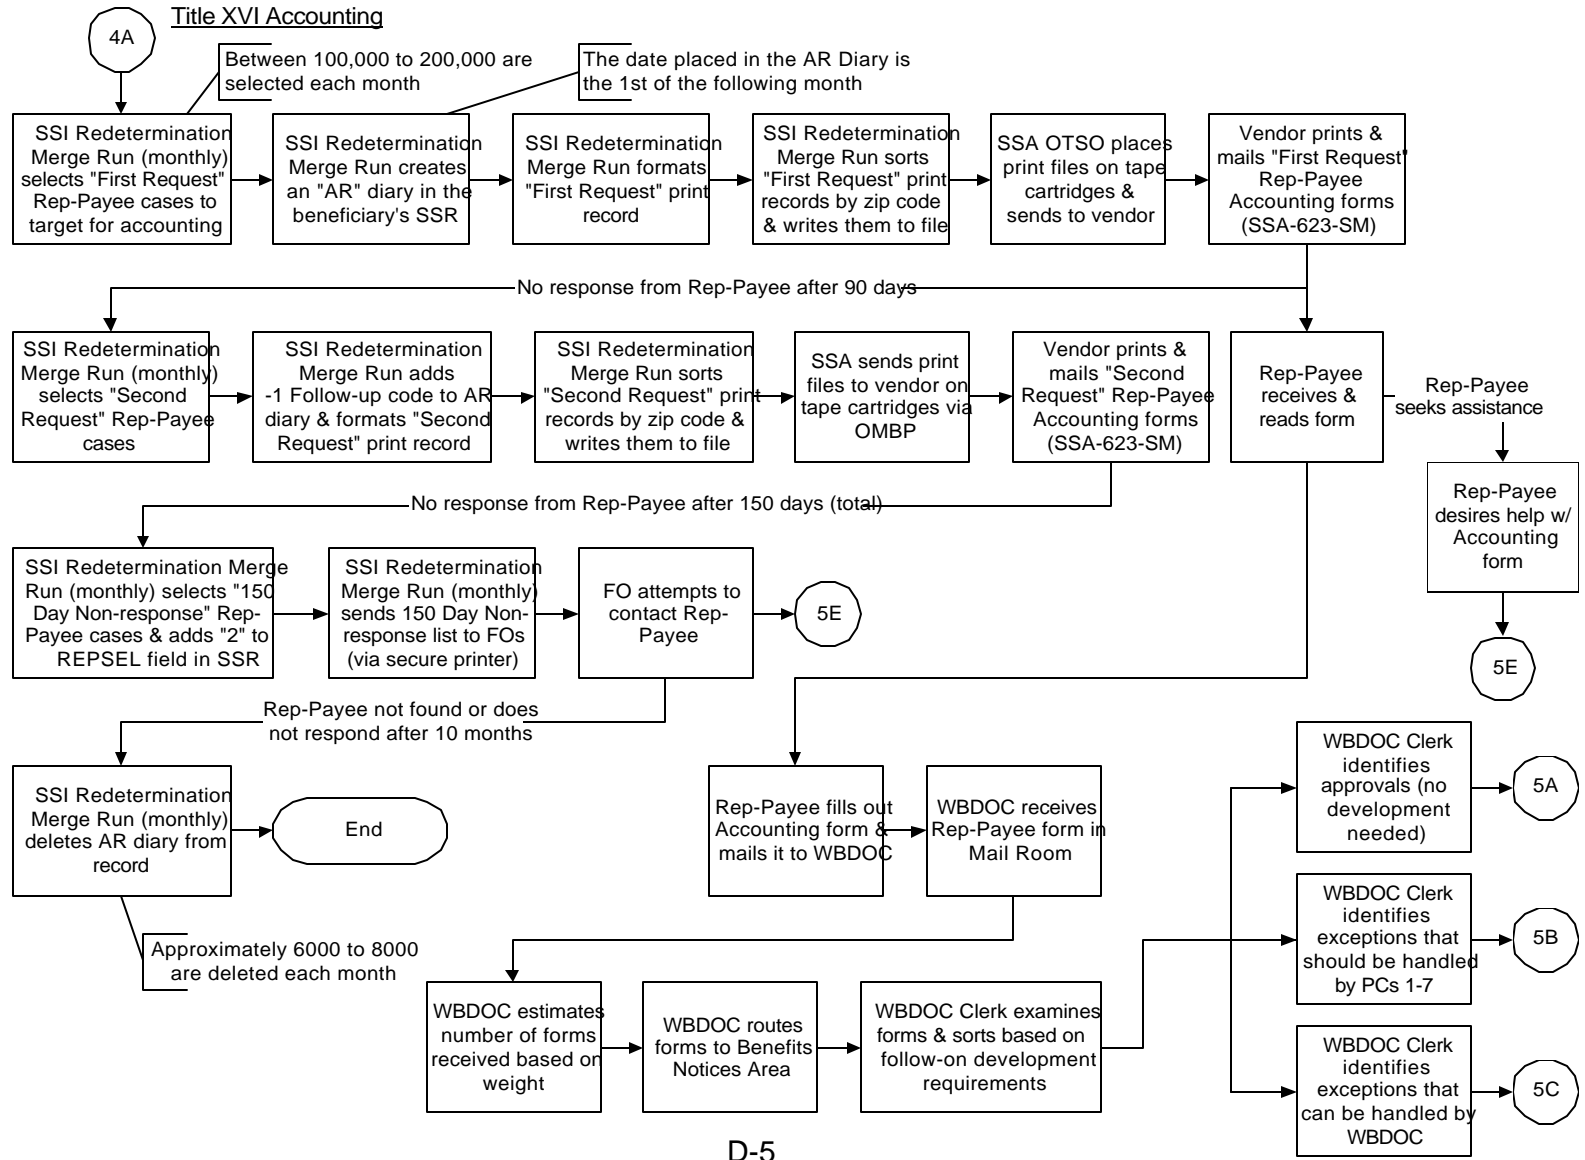 Title XVI Accounting
4A
Between 100,000 to 200,000 are
selected each month
The date placed in the AR Diary is
the 1st of the following month
SSI Redetermination
Merge Run (monthly)
selects "First Request"
Rep-Payee cases to
target for accounting
SSI Redetermination
Merge Run creates
an "AR" diary in the
beneficiary's SSR
SSI Redetermination
Merge Run formats
"First Request" print
record
SSI Redetermination
Merge Run sorts
"First Request" print
records by zip code
& writes them to file
SSA OTSO places
print files on tape
cartridges &
sends to vendor
Vendor prints &
mails "First Request"
Rep-Payee
Accounting forms
(SSA-623-SM)
No response from Rep-Payee after 90 days
SSI Redetermination
Merge Run (monthly)
selects "Second
Request" Rep-Payee
cases
SSI Redetermination
Merge Run adds
-1 Follow-up code to AR
diary & formats "Second
Request" print record
SSI Redetermination
Merge Run sorts
"Second Request" print
records by zip code &
writes them to file
SSA sends print
files to vendor on
tape cartridges via
OMBP
Vendor prints &
mails "Second
Request" Rep-Payee
Accounting forms
(SSA-623-SM)
Rep-Payee
receives &
reads form
Rep-Payee
seeks assistance
Rep-Payee
desires help w/
Accounting
form
5E
No response from Rep-Payee after 150 days (total)
SSI Redetermination Merge
Run (monthly) selects "150
Day Non-response" Rep-
Payee cases & adds "2" to
REPSEL field in SSR
SSI Redetermination
Merge Run (monthly)
sends 150 Day Non-
response list to FOs
(via secure printer)
FO attempts to
contact Rep-
Payee
5E
Rep-Payee not found or does
not respond after 10 months
SSI Redetermination
Merge Run (monthly)
deletes AR diary from
record
End
Approximately 6000 to 8000
are deleted each month
Rep-Payee fills out
Accounting form &
mails it to WBDOC
WBDOC receives
Rep-Payee form in
Mail Room
WBDOC estimates
number of forms
received based on
weight
WBDOC routes
forms to Benefits
Notices Area
WBDOC Clerk examines
forms & sorts based on
follow-on development
requirements
WBDOC Clerk
identifies
approvals (no
development
needed)
5A
WBDOC Clerk
identifies
exceptions that
should be handled
by PCs 1-7
5B
WBDOC Clerk
identifies
exceptions that
can be handled by
WBDOC
5C
D-5